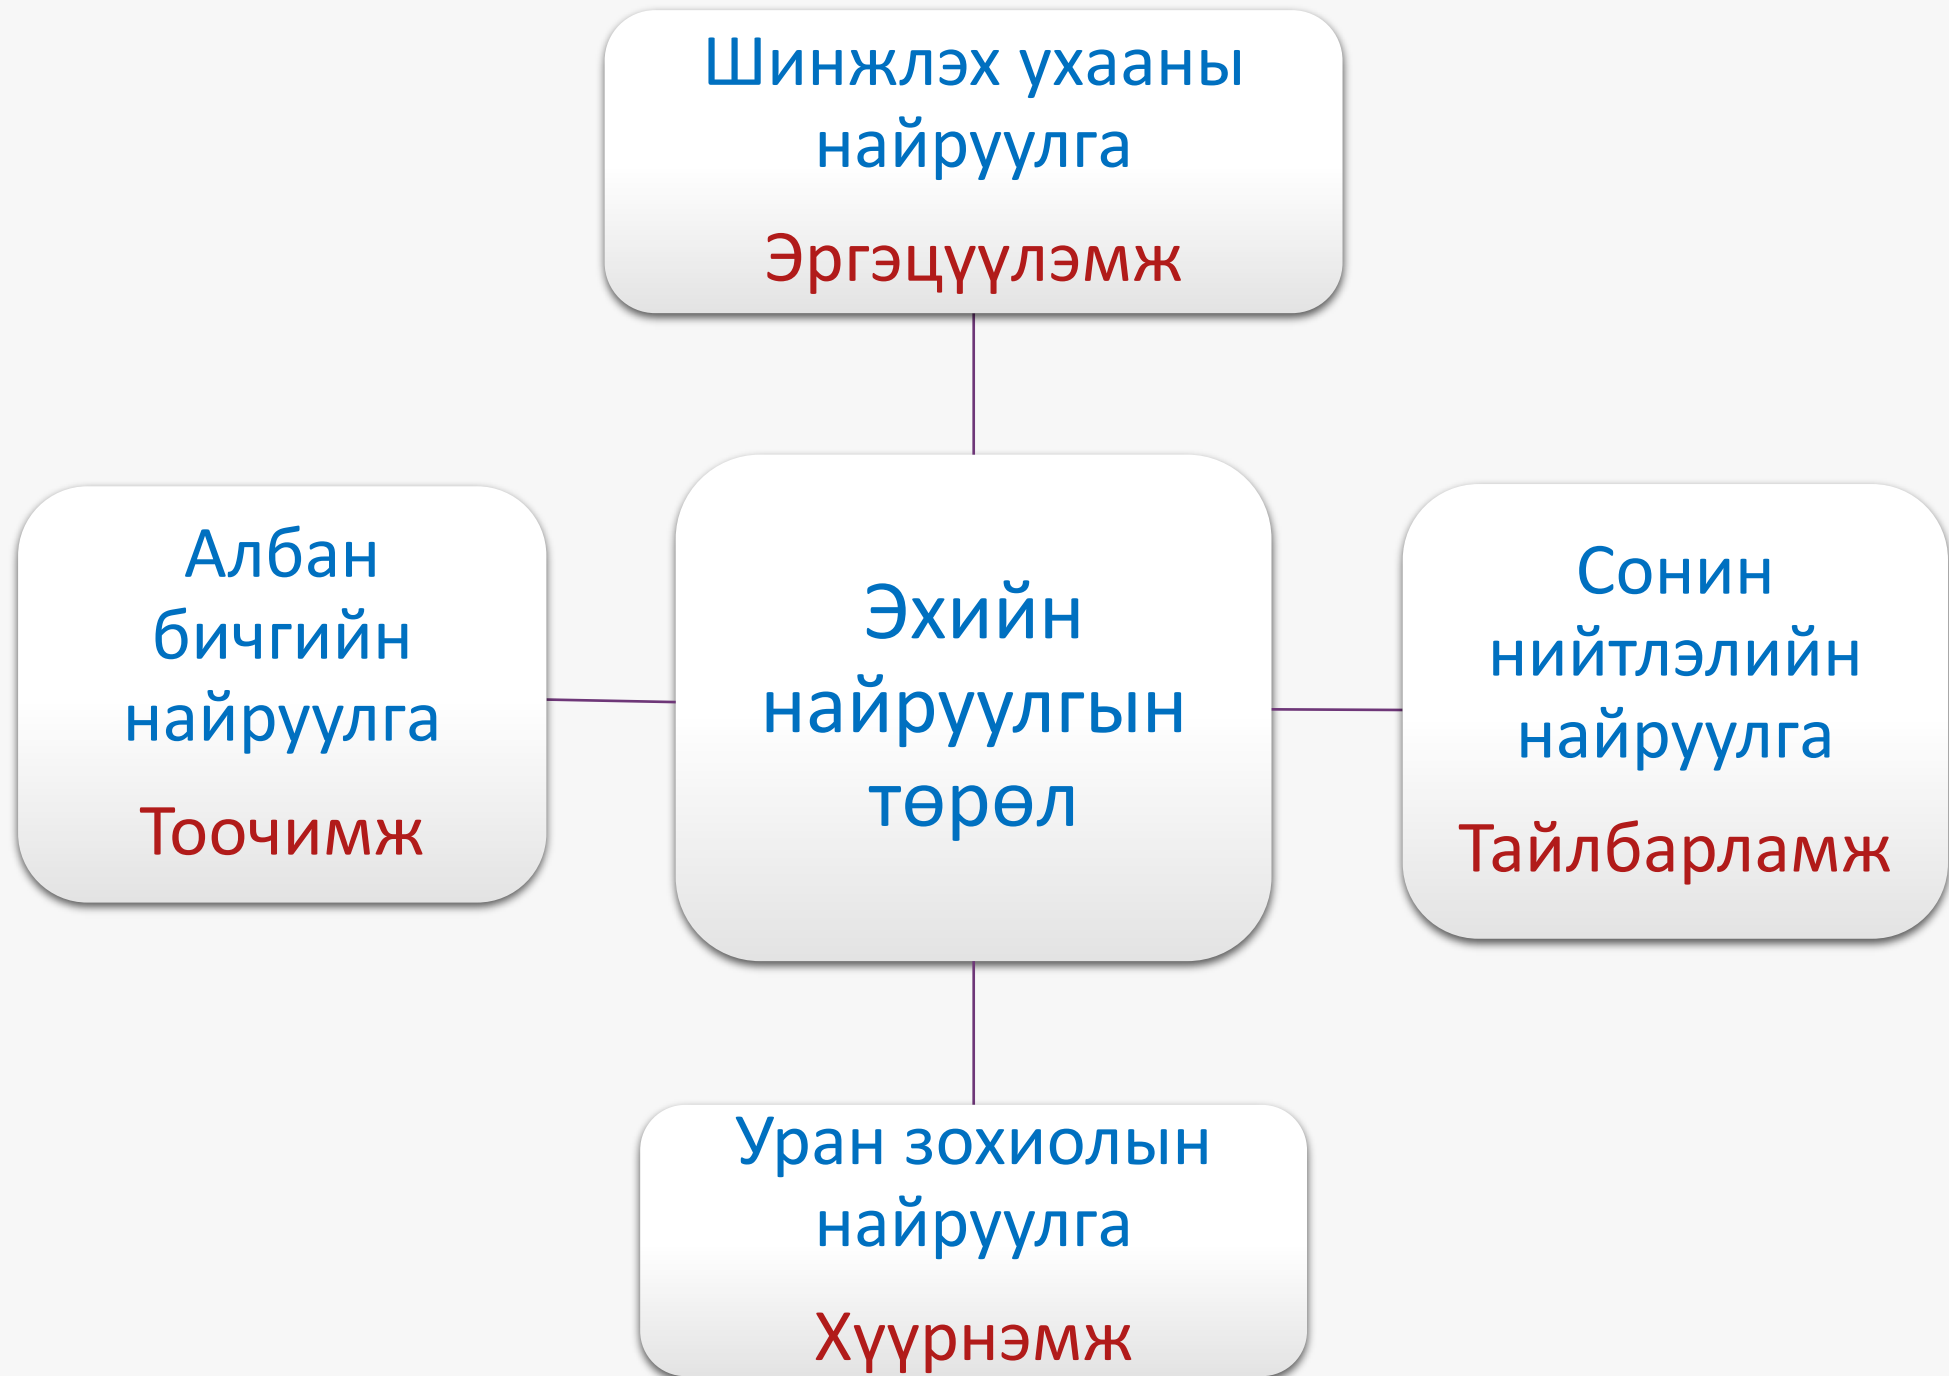 Шинжлэх ухааны
найруулга
Эргэцүүлэмж
Албан
бичгийн
найруулга
Тоочимж
Эхийн
найруулгын
төрөл
Сонин
нийтлэлийн
найруулга
Тайлбарламж
Уран зохиолын
найруулга
Хүүрнэмж